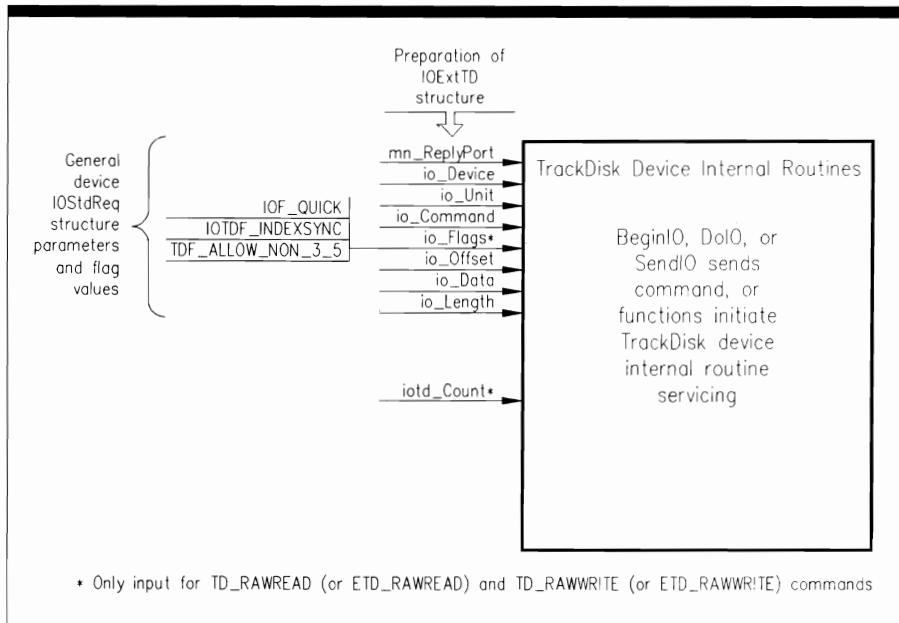 Preparation of
IOExtTD
structure
General
device
IOStdReq
structure
parameters
and flag
values
IOF_QUICK
IOTDF_INDEXSYNC
TDF_ALLOW_NON_3_5
mn_ReplyPort
io_Device
io_Unit
io_Command
io_Flags*
io_Offset
io_Data
io_Length
iotd_Count*
TrackDisk Device Internal Routines
BeginIO, DoIO, or
SendIO sends
command, or
functions initiate
TrackDisk device
internal routine
servicing
* Only input for TD_RAWREAD (or ETD_RAWREAD) and TD_RAWWRITE (or ETD_RAWWRITE) commands